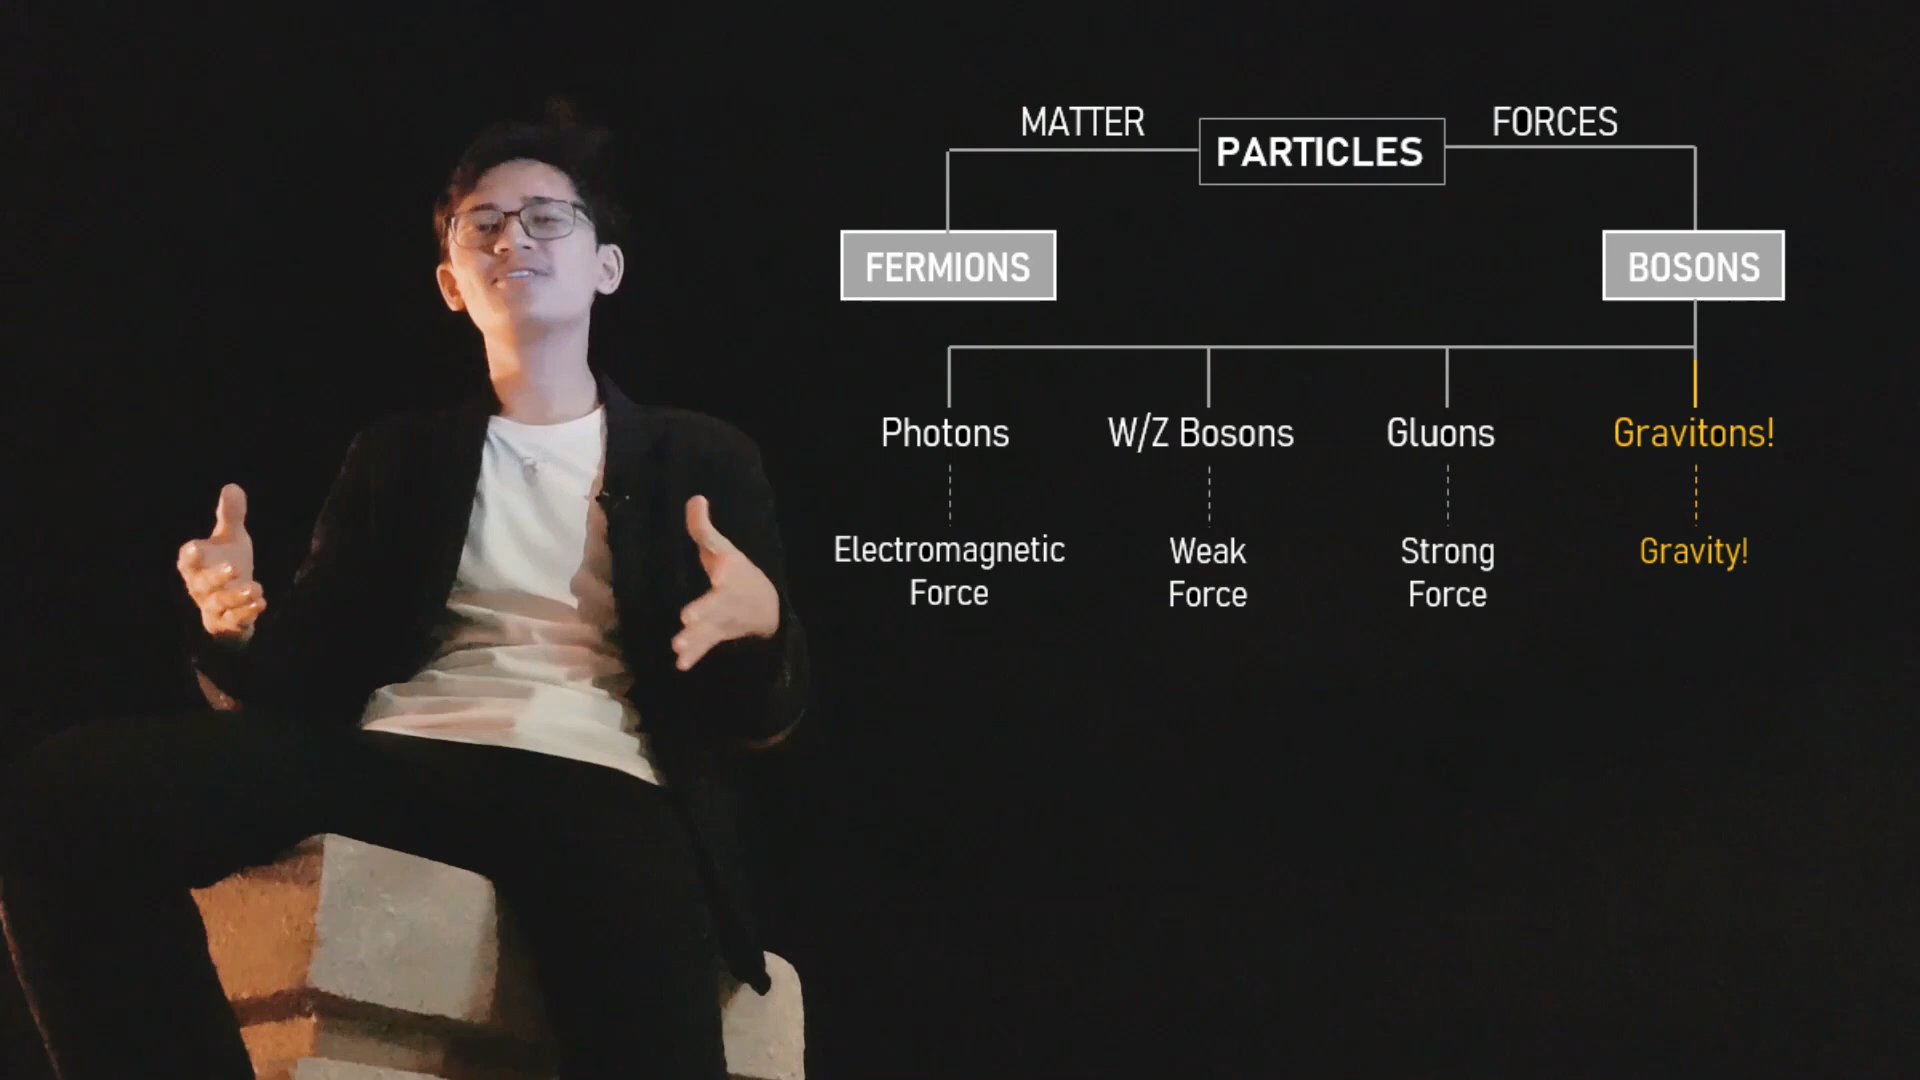 MATTER
PARTICLES
FORCES
FERMIONS
BOSONS
Photons
W/Z Bosons
Gluons
Gravitons!
Electromagnetic
Force
Weak
Force
Strong
Force
Gravity!